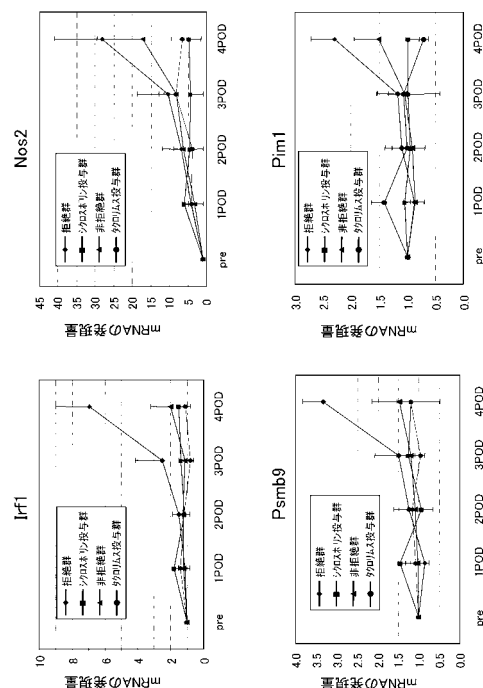 Irf1
mRNAの発現量
10
8
6
4
2
0
拒絶群
シクロスホリン投与群
非拒絶群
タクロリムス投与群
pre 1POD 2POD 3POD 4POD
Nos2
mRNAの発現量
45
40
35
30
25
20
15
10
5
0
拒絶群
シクロスホリン投与群
非拒絶群
タクロリムス投与群
pre 1POD 2POD 3POD 4POD
Psmb9
mRNAの発現量
4.0
3.5
3.0
2.5
2.0
1.5
1.0
0.5
0.0
拒絶群
シクロスホリン投与群
非拒絶群
タクロリムス投与群
pre 1POD 2POD 3POD 4POD
Pim1
mRNAの発現量
3.0
2.5
2.0
1.5
1.0
0.5
0.0
拒絶群
シクロスホリン投与群
非拒絶群
タクロリムス投与群
pre 1POD 2POD 3POD 4POD